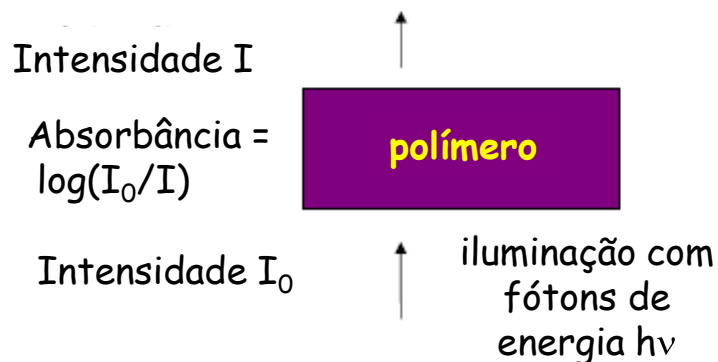 Intensidade I
Absorbância =
log(I₀/I)
polímero
Intensidade I₀
iluminação com
fótons de
energia hν